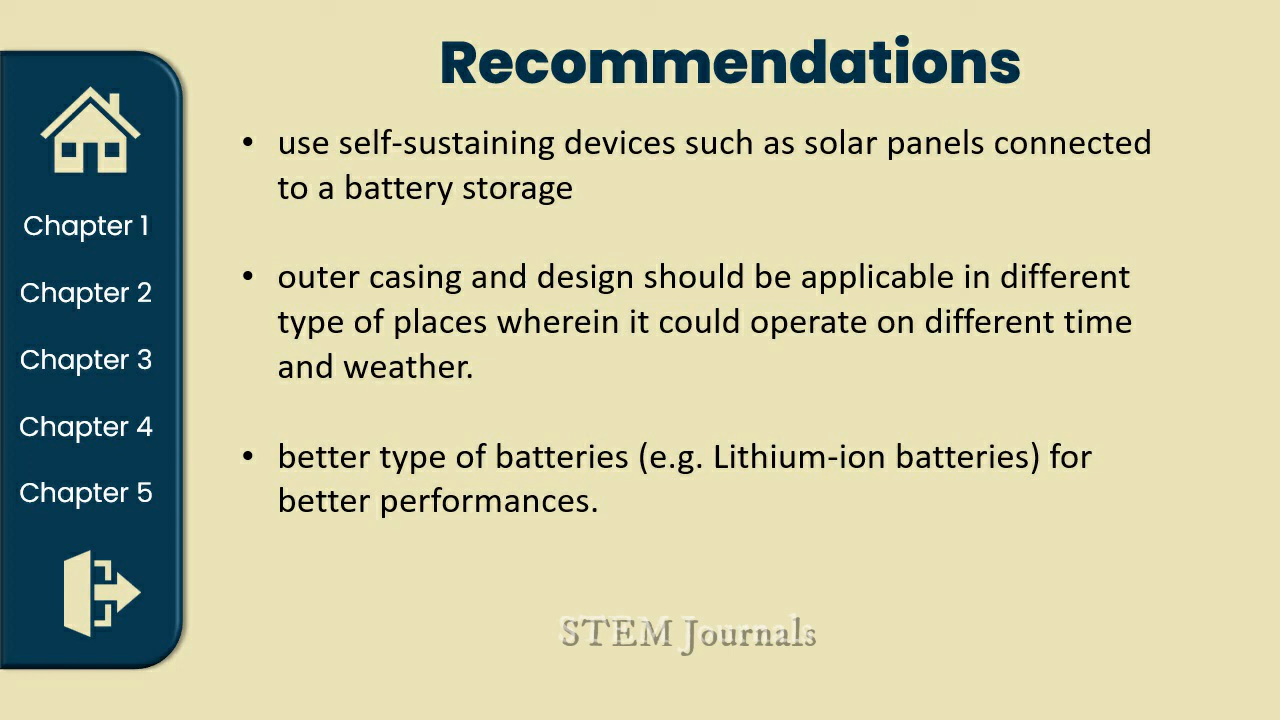 Recommendations
Chapter 1
Chapter 2
Chapter 3
Chapter 4
Chapter 5
• use self-sustaining devices such as solar panels connected
to a battery storage
• outer casing and design should be applicable in different
type of places wherein it could operate on different time
and weather.
• better type of batteries (e.g. Lithium-ion batteries) for
better performances.
STEM Journals